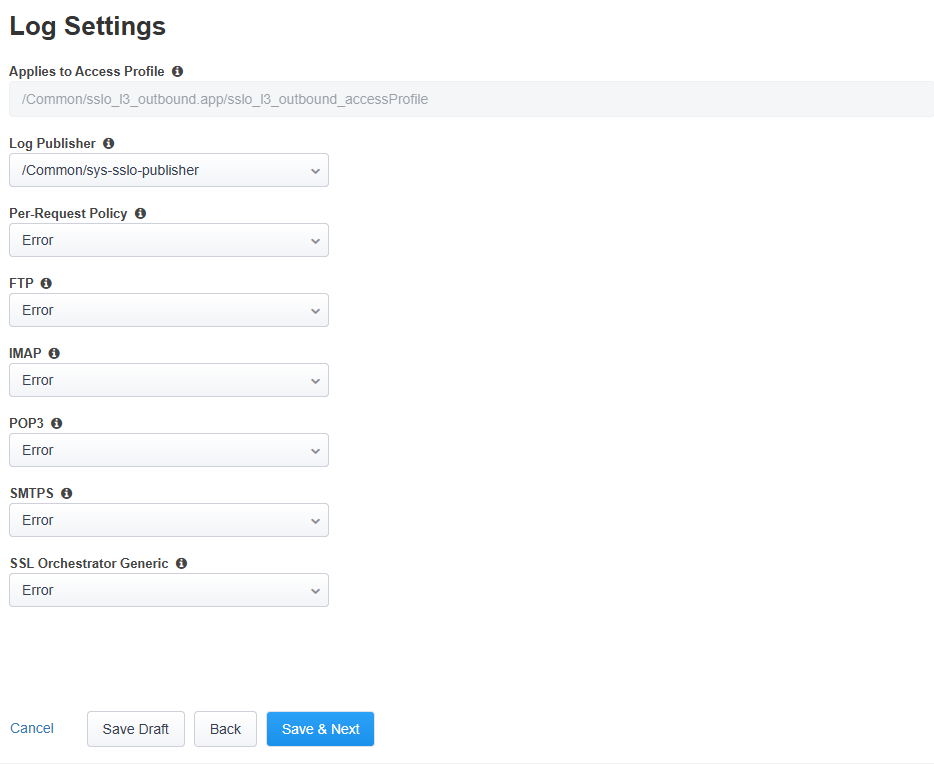 Log Settings
Applies to Access Profile
/Common/sslo_l3_outbound.app/sslo_l3_outbound_accessProfile
Log Publisher
/Common/sys-sslo-publisher
Per-Request Policy
Error
FTP
Error
IMAP
Error
POP3
Error
SMTPS
Error
SSL Orchestrator Generic
Error
Cancel Save Draft Back Save & Next